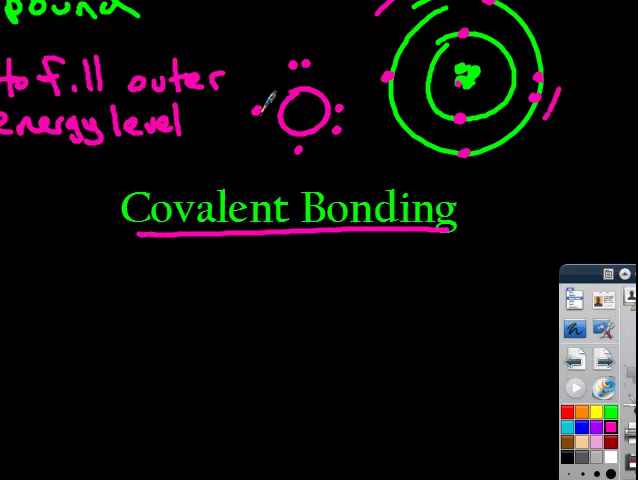 pound
to fill outer
energy level
Covalent Bonding